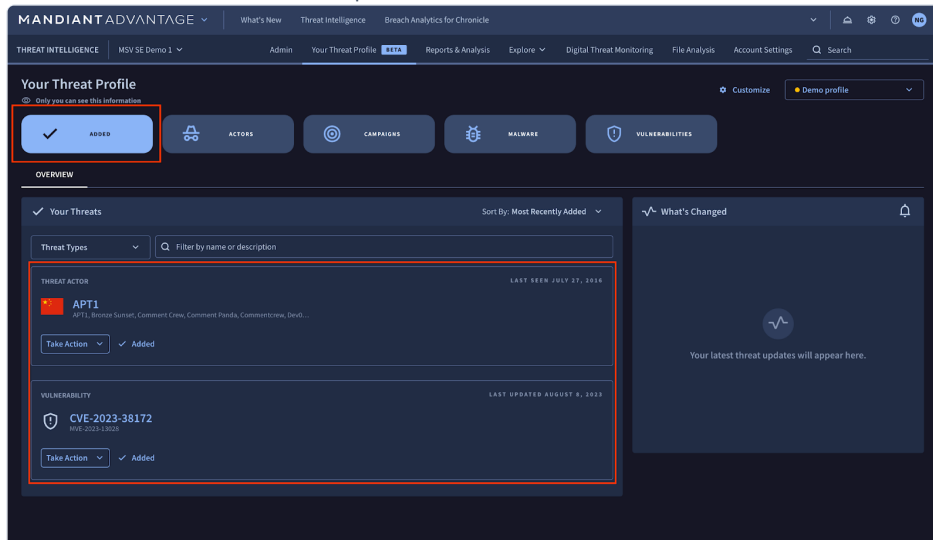 MANDIANT ADVANTAGE What's New Threat Intelligence Breach Analytics for Chronicle NG
THREAT INTELLIGENCE MSV SE Demo 1 Admin Your Threat Profile BETA Reports & Analysis Explore Digital Threat Monitoring File Analysis Account Settings Search
Your Threat Profile
Only you can see this information
Customize Demo profile
ADDED ACTORS CAMPAIGNS MALWARE VULNERABILITIES
OVERVIEW
Your Threats Sort By: Most Recently Added
Threat Types Filter by name or description
THREAT ACTOR LAST SEEN JULY 27, 2016
APT1
APT1, Bronze Sunset, Comment Crew, Comment Panda, Commentcrew, Dev0...
Take Action Added
VULNERABILITY LAST UPDATED AUGUST 8, 2023
CVE-2023-38172
MVE-2023-13028
Take Action Added
What's Changed
Your latest threat updates will appear here.